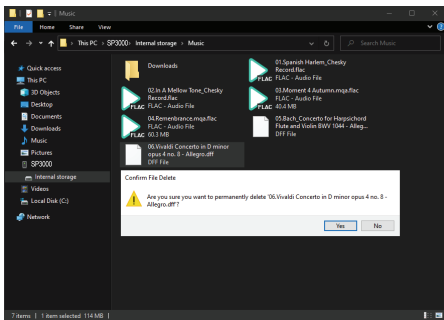 Music
File Home Share View
This PC › SP3000 › Internal storage › Music
Search Music
Quick access
This PC
3D Objects
Desktop
Documents
Downloads
Music
Pictures
SP3000
Internal storage
Videos
Local Disk (C:)
Network
Downloads
01.Spanish Harlem_Chesky
Record.flac
FLAC - Audio File
FLAC
02.In A Mellow Tone_Chesky
Record.flac
FLAC - Audio File
FLAC
03.Moment 4 Autumn.mqa.flac
FLAC - Audio File
40.4 MB
FLAC
04.Remenbrance.mqa.flac
FLAC - Audio File
60.3 MB
FLAC
05.Bach_Concerto for Harpsichord
Flute and Violin BWV 1044 - Alleg...
DFF File
06.Vivaldi Concerto in D minor
opus 4 no. 8 - Allegro.dff
DFF File
Confirm File Delete
Are you sure you want to permanently delete '06.Vivaldi Concerto in D minor opus 4 no. 8 -
Allegro.dff'?
Yes No
7 items 1 item selected 114 MB